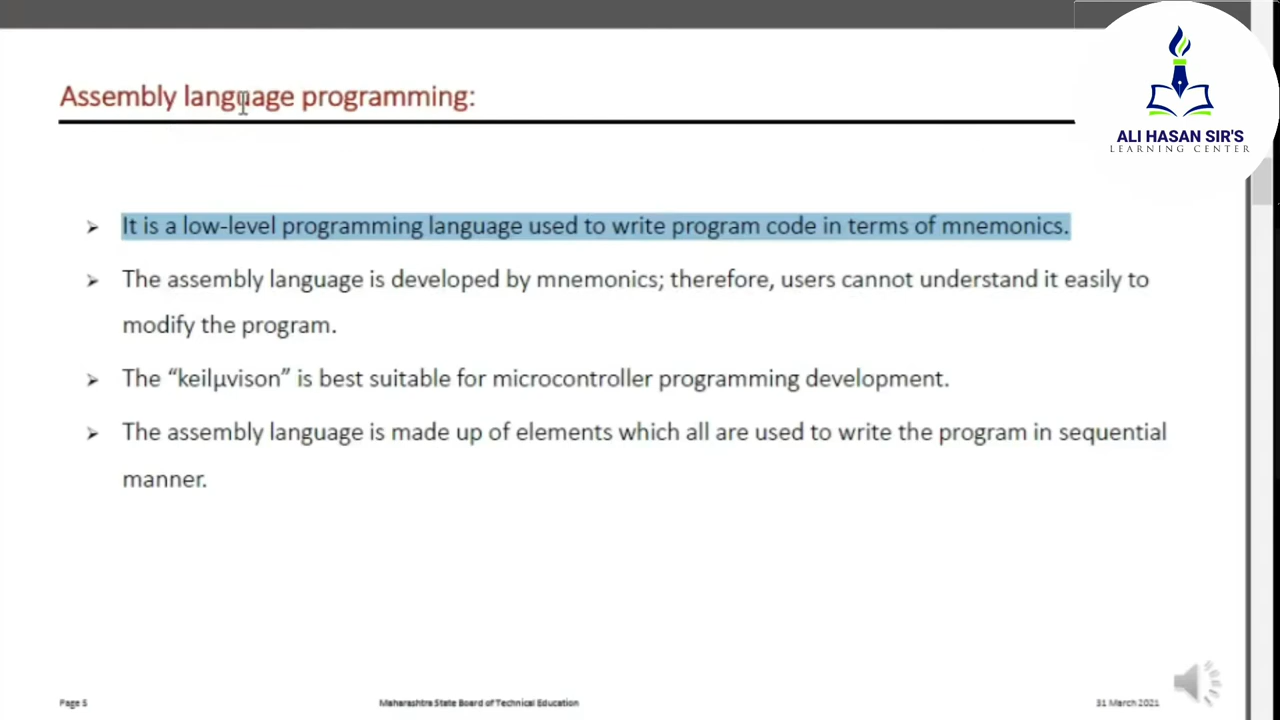 Assembly language programming:
ALI HASAN SIR'S
LEARNING CENTER
It is a low-level programming language used to write program code in terms of mnemonics.
The assembly language is developed by mnemonics; therefore, users cannot understand it easily to
modify the program.
The “keilµvison” is best suitable for microcontroller programming development.
The assembly language is made up of elements which all are used to write the program in sequential
manner.
Page 5
Maharashtra State Board of Technical Education
31 March 2021